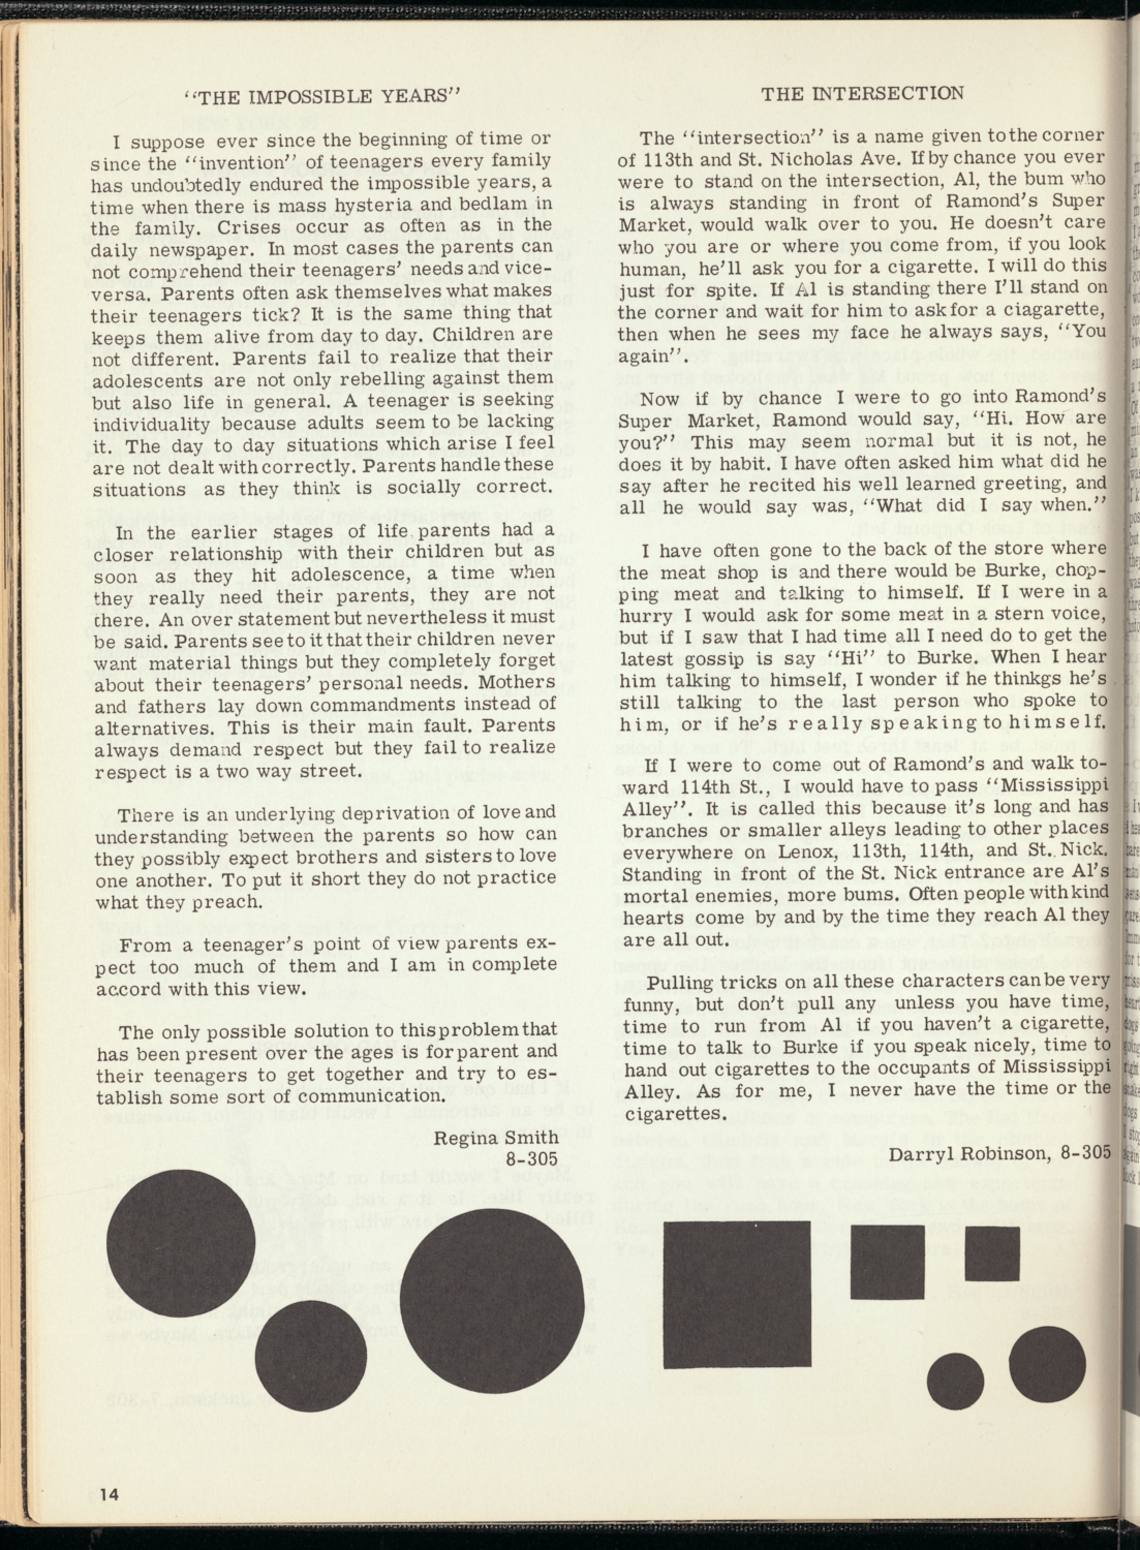 "THE IMPOSSIBLE YEARS"
I suppose ever since the beginning of time or
since the "invention" of teenagers every family
has undoubtedly endured the impossible years, a
time when there is mass hysteria and bedlam in
the family. Crises occur as often as in the
daily newspaper. In most cases the parents can
not comprehend their teenagers' needs and vice-
versa. Parents often ask themselves what makes
their teenagers tick? It is the same thing that
keeps them alive from day to day. Children are
not different. Parents fail to realize that their
adolescents are not only rebelling against them
but also life in general. A teenager is seeking
individuality because adults seem to be lacking
it. The day to day situations which arise I feel
are not dealt with correctly. Parents handle these
situations as they think is socially correct.
In the earlier stages of life parents had a
closer relationship with their children but as
soon as they hit adolescence, a time when
they really need their parents, they are not
there. An over statement but nevertheless it must
be said. Parents see to it that their children never
want material things but they completely forget
about their teenagers' personal needs. Mothers
and fathers lay down commandments instead of
alternatives. This is their main fault. Parents
always demand respect but they fail to realize
respect is a two way street.
There is an underlying deprivation of love and
understanding between the parents so how can
they possibly expect brothers and sisters to love
one another. To put it short they do not practice
what they preach.
From a teenager's point of view parents ex-
pect too much of them and I am in complete
accord with this view.
The only possible solution to this problem that
has been present over the ages is for parent and
their teenagers to get together and try to es-
tablish some sort of communication.
Regina Smith
8-305
THE INTERSECTION
The "intersection" is a name given to the corner
of 113th and St. Nicholas Ave. If by chance you ever
were to stand on the intersection, Al, the bum who
is always standing in front of Ramond's Super
Market, would walk over to you. He doesn't care
who you are or where you come from, if you look
human, he'll ask you for a cigarette. I will do this
just for spite. If Al is standing there I'll stand on
the corner and wait for him to ask for a ciagarette,
then when he sees my face he always says, "You
again".
Now if by chance I were to go into Ramond's
Super Market, Ramond would say, "Hi. How are
you?" This may seem normal but it is not, he
does it by habit. I have often asked him what did he
say after he recited his well learned greeting, and
all he would say was, "What did I say when."
I have often gone to the back of the store where
the meat shop is and there would be Burke, chop-
ping meat and talking to himself. If I were in a
hurry I would ask for some meat in a stern voice,
but if I saw that I had time all I need do to get the
latest gossip is say "Hi" to Burke. When I hear
him talking to himself, I wonder if he thinkgs he's
still talking to the last person who spoke to
him, or if he's really speaking to himself.
If I were to come out of Ramond's and walk to-
ward 114th St., I would have to pass "Mississippi
Alley". It is called this because it's long and has
branches or smaller alleys leading to other places
everywhere on Lenox, 113th, 114th, and St. Nick.
Standing in front of the St. Nick entrance are Al's
mortal enemies, more bums. Often people with kind
hearts come by and by the time they reach Al they
are all out.
Pulling tricks on all these characters can be very
funny, but don't pull any unless you have time,
time to run from Al if you haven't a cigarette,
time to talk to Burke if you speak nicely, time to
hand out cigarettes to the occupants of Mississippi
Alley. As for me, I never have the time or the
cigarettes.
Darryl Robinson, 8-305
14